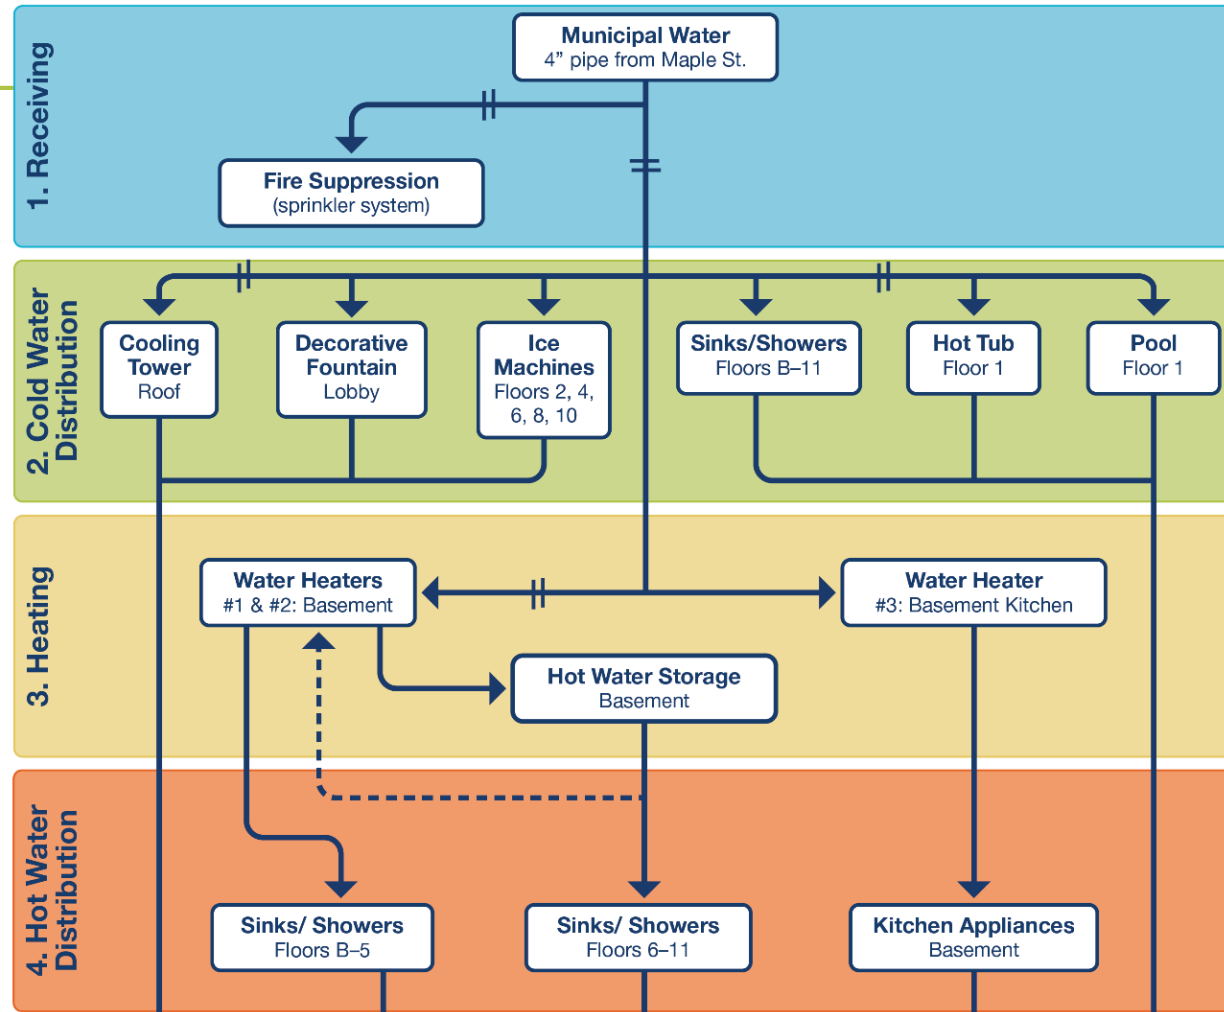 1. Receiving
Municipal Water
4” pipe from Maple St.
Fire Suppression
(sprinkler system)
2. Cold Water
Distribution
Cooling
Tower
Roof
Decorative
Fountain
Lobby
Ice
Machines
Floors 2, 4,
6, 8, 10
Sinks/Showers
Floors B–11
Hot Tub
Floor 1
Pool
Floor 1
3. Heating
Water Heaters
#1 & #2: Basement
Water Heater
#3: Basement Kitchen
Hot Water Storage
Basement
4. Hot Water
Distribution
Sinks/ Showers
Floors B–5
Sinks/ Showers
Floors 6–11
Kitchen Appliances
Basement